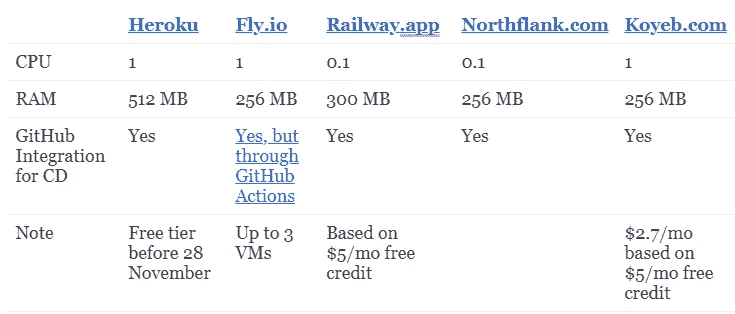 Heroku Fly.io Railway.app Northflank.com Koyeb.com
CPU 1 1 0.1 0.1 1
RAM 512 MB 256 MB 300 MB 256 MB 256 MB
GitHub Yes Yes, but Yes Yes Yes
Integration through
for CD GitHub
Actions
Note Free tier Up to 3 Based on $2.7/mo
before 28 VMs $5/mo free based on
November credit $5/mo free
credit